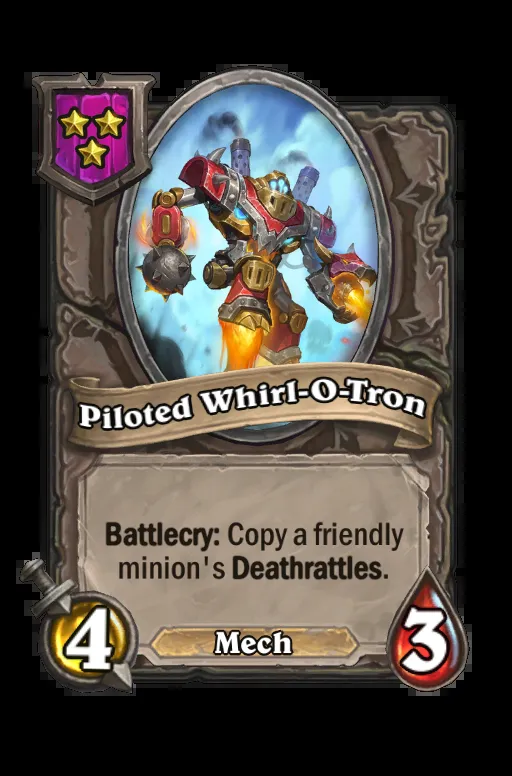 Piloted Whirl-O-Tron
Battlecry: Copy a friendly
minion's Deathrattles.
4
Mech
3